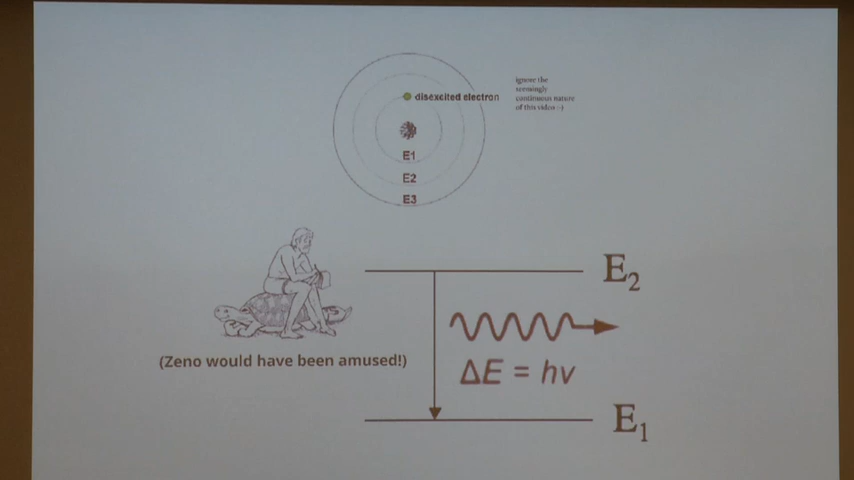 disexcited electron
ignore the
seemingly
continuous nature
of this video :-)
E1
E2
E3
E2
ΔE = hν
(Zeno would have been amused!)
E1